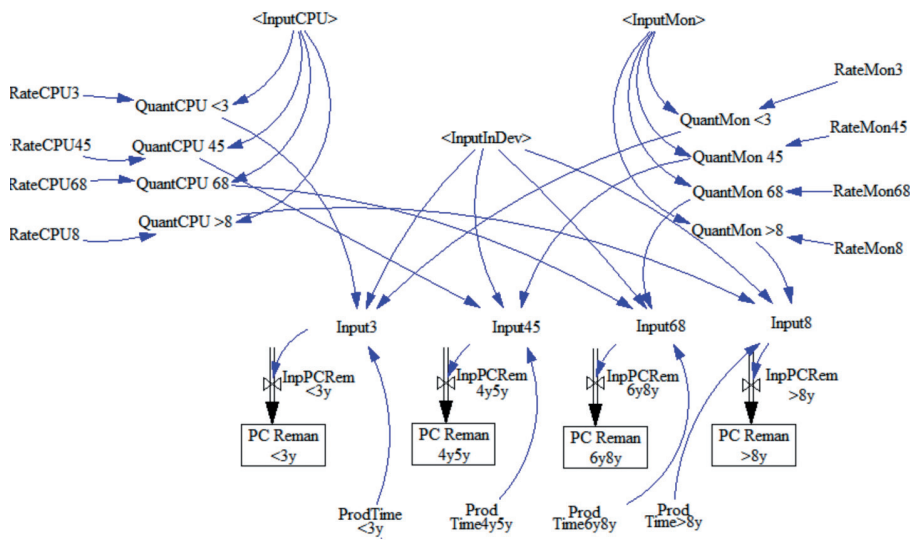 <InputCPU>
<InputMon>
RateCPU3
QuantCPU <3
RateMon3
QuantMon <3
RateMon45
RateCPU45
QuantCPU 45
<InputInDev>
QuantMon 45
RateCPU68
QuantCPU 68
QuantMon 68
RateMon68
QuantCPU >8
QuantMon >8
RateCPU8
RateMon8
Input3
Input45
Input68
Input8
InpPCRem
<3y
InpPCRem
4y5y
InpPCRem
6y8y
InpPCRem
>8y
PC Reman
<3y
PC Reman
4y5y
PC Reman
6y8y
PC Reman
>8y
ProdTime
<3y
Prod
Time4y5y
Prod
Time6y8y
Prod
Time>8y